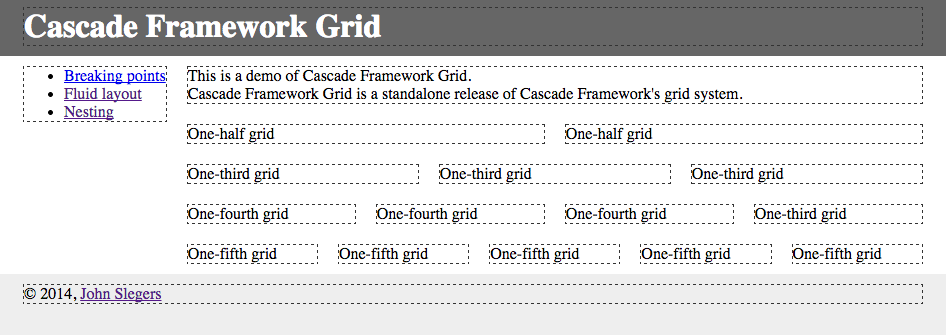 Cascade Framework Grid
Breaking points
Fluid layout
Nesting
This is a demo of Cascade Framework Grid.
Cascade Framework Grid is a standalone release of Cascade Framework's grid system.
One-half grid One-half grid
One-third grid One-third grid One-third grid
One-fourth grid One-fourth grid One-fourth grid One-third grid
One-fifth grid One-fifth grid One-fifth grid One-fifth grid One-fifth grid
© 2014, John Slegers